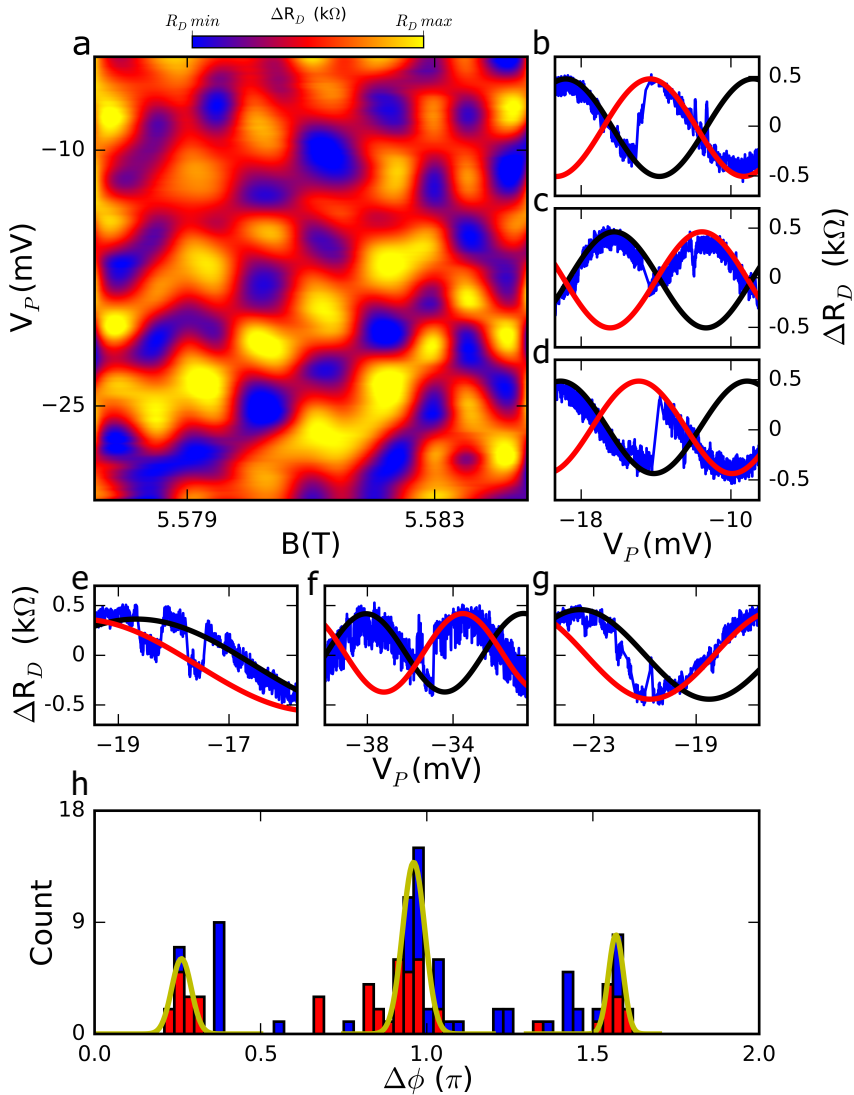 ΔR_D (kΩ)
R_D min
R_D max
a
−10
−25
V_P(mV)
5.579
5.583
B(T)
b
0.5
0
-0.5
c
0.5
0
-0.5
ΔR_D (kΩ)
d
0.5
0
-0.5
−18
−10
V_P(mV)
e
ΔR_D (kΩ)
0.5
0
-0.5
−19
−17
f
−38
−34
V_P(mV)
g
−23
−19
h
Count
18
9
0
0.0
0.5
1.0
1.5
2.0
Δϕ (π)